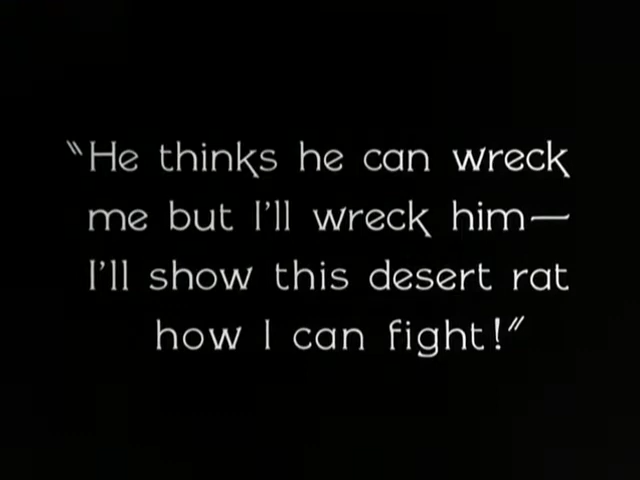 "He thinks he can wreck
me but I'll wreck him—
I'll show this desert rat
how I can fight!"